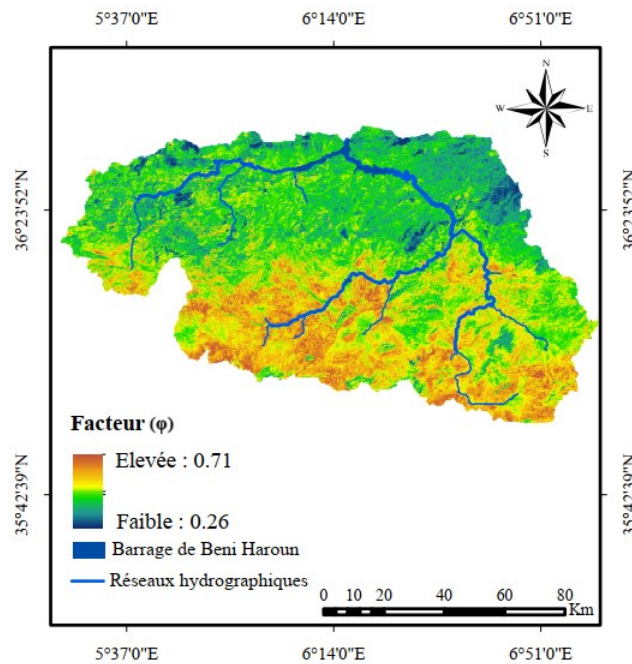 5°37'0"E 6°14'0"E 6°51'0"E
N
W E
S
36°23'52"N 36°23'52"N
Facteur (φ)
Elevée : 0.71
Faible : 0.26
35°42'39"N 35°42'39"N
Barrage de Beni Haroun
Réseaux hydrographiques
0 10 20 40 60 80
Km
5°37'0"E 6°14'0"E 6°51'0"E